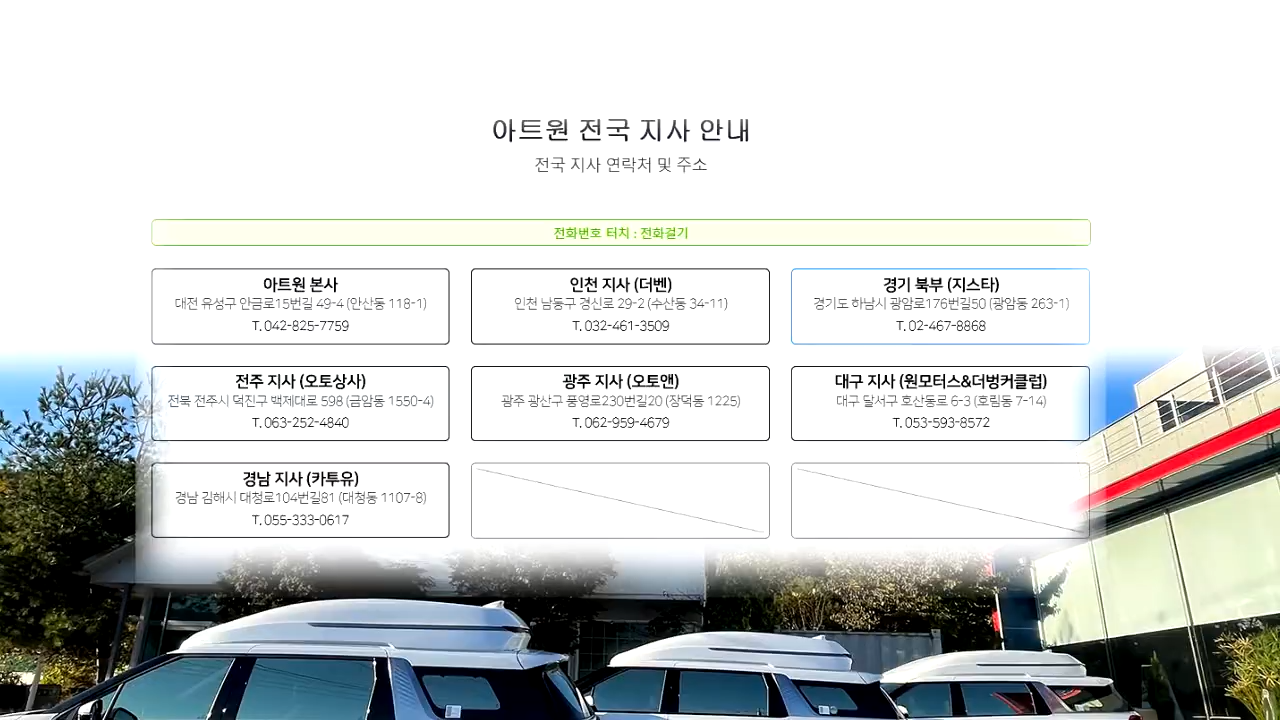 아트원 전국 지사 안내
전국 지사 연락처 및 주소
전화번호 터치 : 전화걸기
아트원 본사
대전 유성구 안금로15번길 49-4 (안산동 118-1)
T. 042-825-7759
인천 지사 (더벤)
인천 남동구 경신로 29-2 (수산동 34-11)
T. 032-461-3509
경기 북부 (지스타)
경기도 하남시 광암로176번길50 (광암동 263-1)
T. 02-467-8868
전주 지사 (오토상사)
전북 전주시 덕진구 백제대로 598 (금암동 1550-4)
T. 063-252-4840
광주 지사 (오토앤)
광주 광산구 풍영로230번길20 (장덕동 1225)
T. 062-959-4679
대구 지사 (원모터스&더벙커클럽)
대구 달서구 호산동로 6-3 (호림동 7-14)
T. 053-593-8572
경남 지사 (카투유)
경남 김해시 대청로104번길81 (대청동 1107-8)
T. 055-333-0617